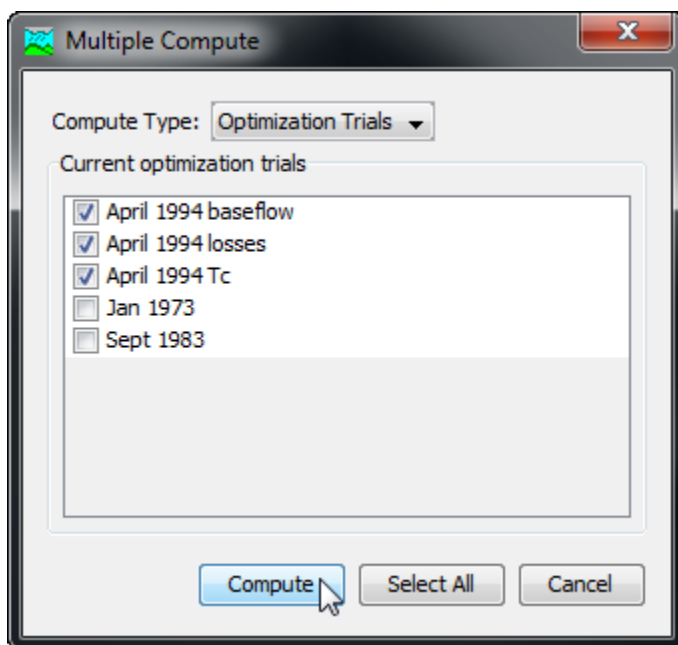 Multiple Compute
Compute Type: Optimization Trials
Current optimization trials
April 1994 baseflow
April 1994 losses
April 1994 Tc
Jan 1973
Sept 1983
Compute Select All Cancel